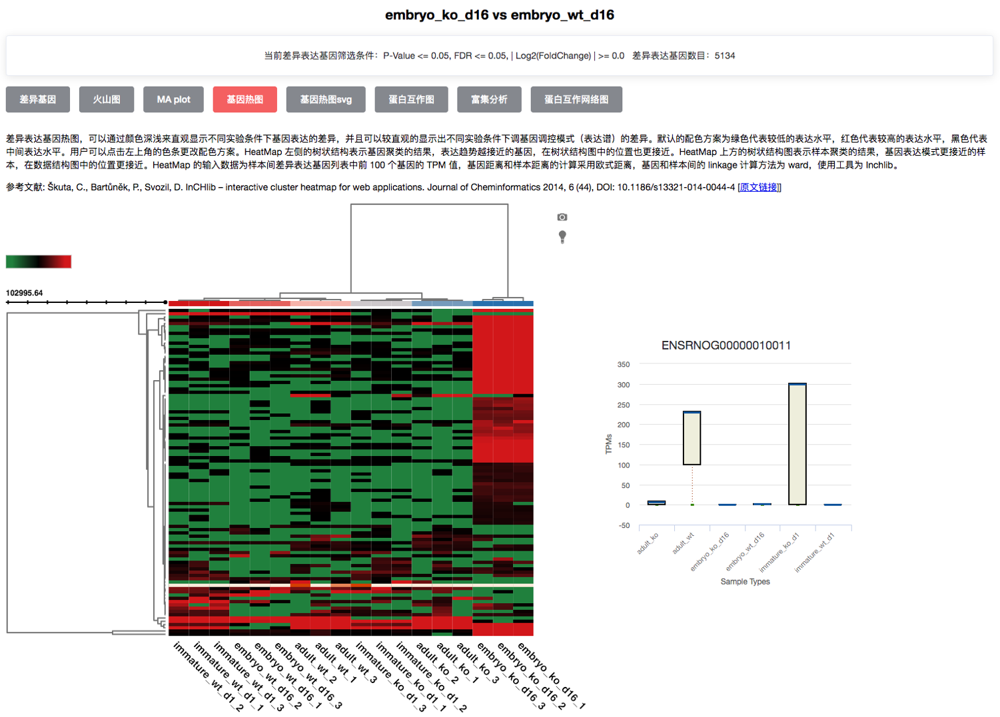 embryo_ko_d16 vs embryo_wt_d16
当前差异表达基因筛选条件：P-Value <= 0.05, FDR <= 0.05, | Log2(FoldChange) | >= 0.0 差异表达基因数目：5134
差异基因 火山图 MA plot 基因热图 基因热图svg 蛋白互作图 富集分析 蛋白互作网络图
差异表达基因热图，可以通过颜色深浅来直观显示不同实验条件下基因表达的差异，并且可以较直观的显示出不同实验条件下调基因调控模式（表达谱）的差异。默认的配色方案为绿色代表较低的表达水平，红色代表较高的表达水平，黑色代表
中间表达水平。用户可以点击左上角的色条更改配色方案。HeatMap 左侧的树状结构表示基因聚类的结果，表达趋势越接近的基因，在树状结构图中的位置也更接近。HeatMap 上方的树状结构图表示样本聚类的结果，基因表达模式更接近的样
本，在数据结构图中的位置更接近。HeatMap 的输入数据为样本间差异表达基因列表中前 100 个基因的 TPM 值，基因距离和样本距离的计算采用欧式距离，基因和样本间的 linkage 计算方法为 ward，使用工具为 Inchlib。
参考文献: Škuta, C., Bartůněk, P., Svozil, D. InCHlib – interactive cluster heatmap for web applications. Journal of Cheminformatics 2014, 6 (44), DOI: 10.1186/s13321-014-0044-4 [原文链接]]
102995.64
immature_wt_d1_2
immature_wt_d1_1
immature_wt_d1_3
embryo_wt_d16_2
embryo_wt_d16_1
embryo_wt_d16_3
adult_wt_2
adult_wt_1
adult_wt_3
immature_ko_d1_3
immature_ko_d1_1
immature_ko_d1_2
adult_ko_2
adult_ko_1
adult_ko_3
embryo_ko_d16_3
embryo_ko_d16_2
embryo_ko_d16_1
ENSRNOG00000010011
TPMs
350
300
250
200
150
100
50
0
-50
adult_ko
adult_wt
embryo_ko_d16
embryo_wt_d16
immature_ko_d1
immature_wt_d1
Sample Types